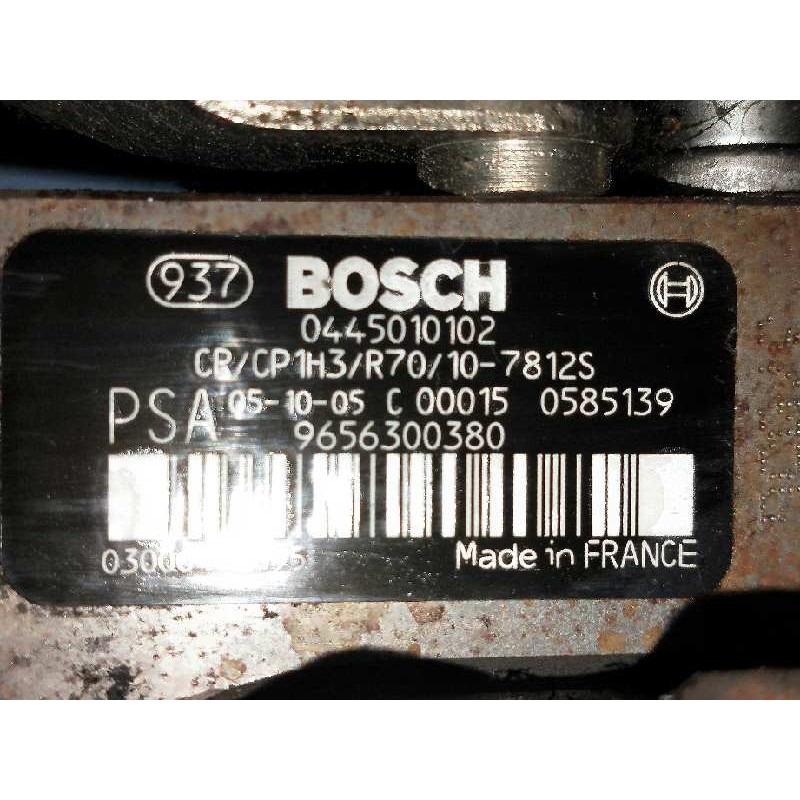 937 BOSCH
0445010102
CR/CP1H3/R70/10-7812S
PSA 05-10-05 C 00015 0585139
9656300380
Made in FRANCE